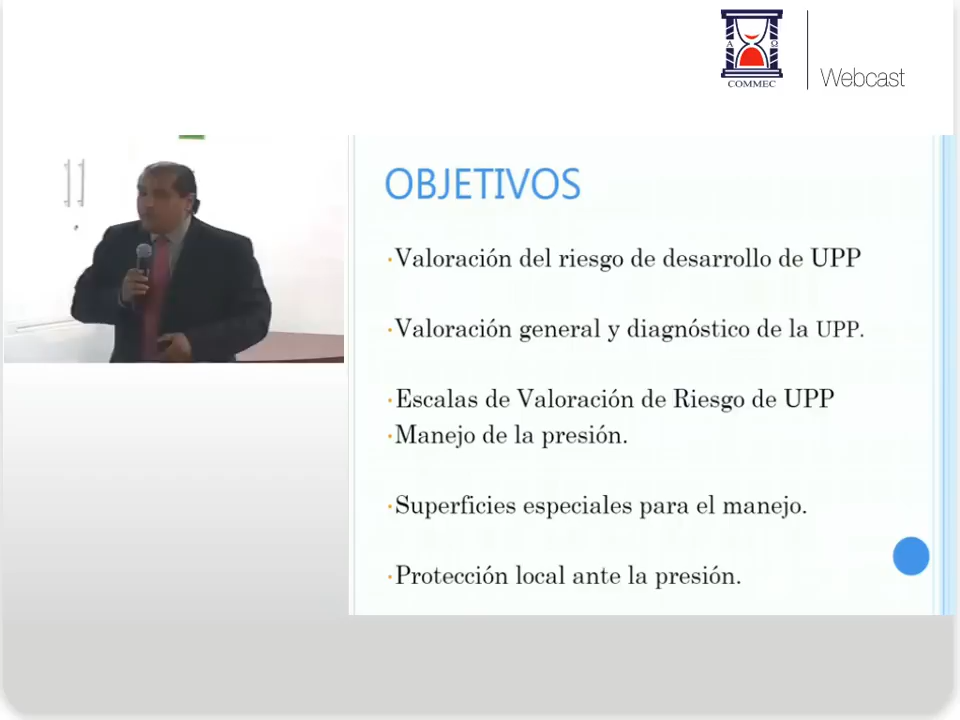 A Ω
COMMEC
Webcast
OBJETIVOS
·Valoración del riesgo de desarrollo de UPP
·Valoración general y diagnóstico de la UPP.
·Escalas de Valoración de Riesgo de UPP
·Manejo de la presión.
·Superficies especiales para el manejo.
·Protección local ante la presión.